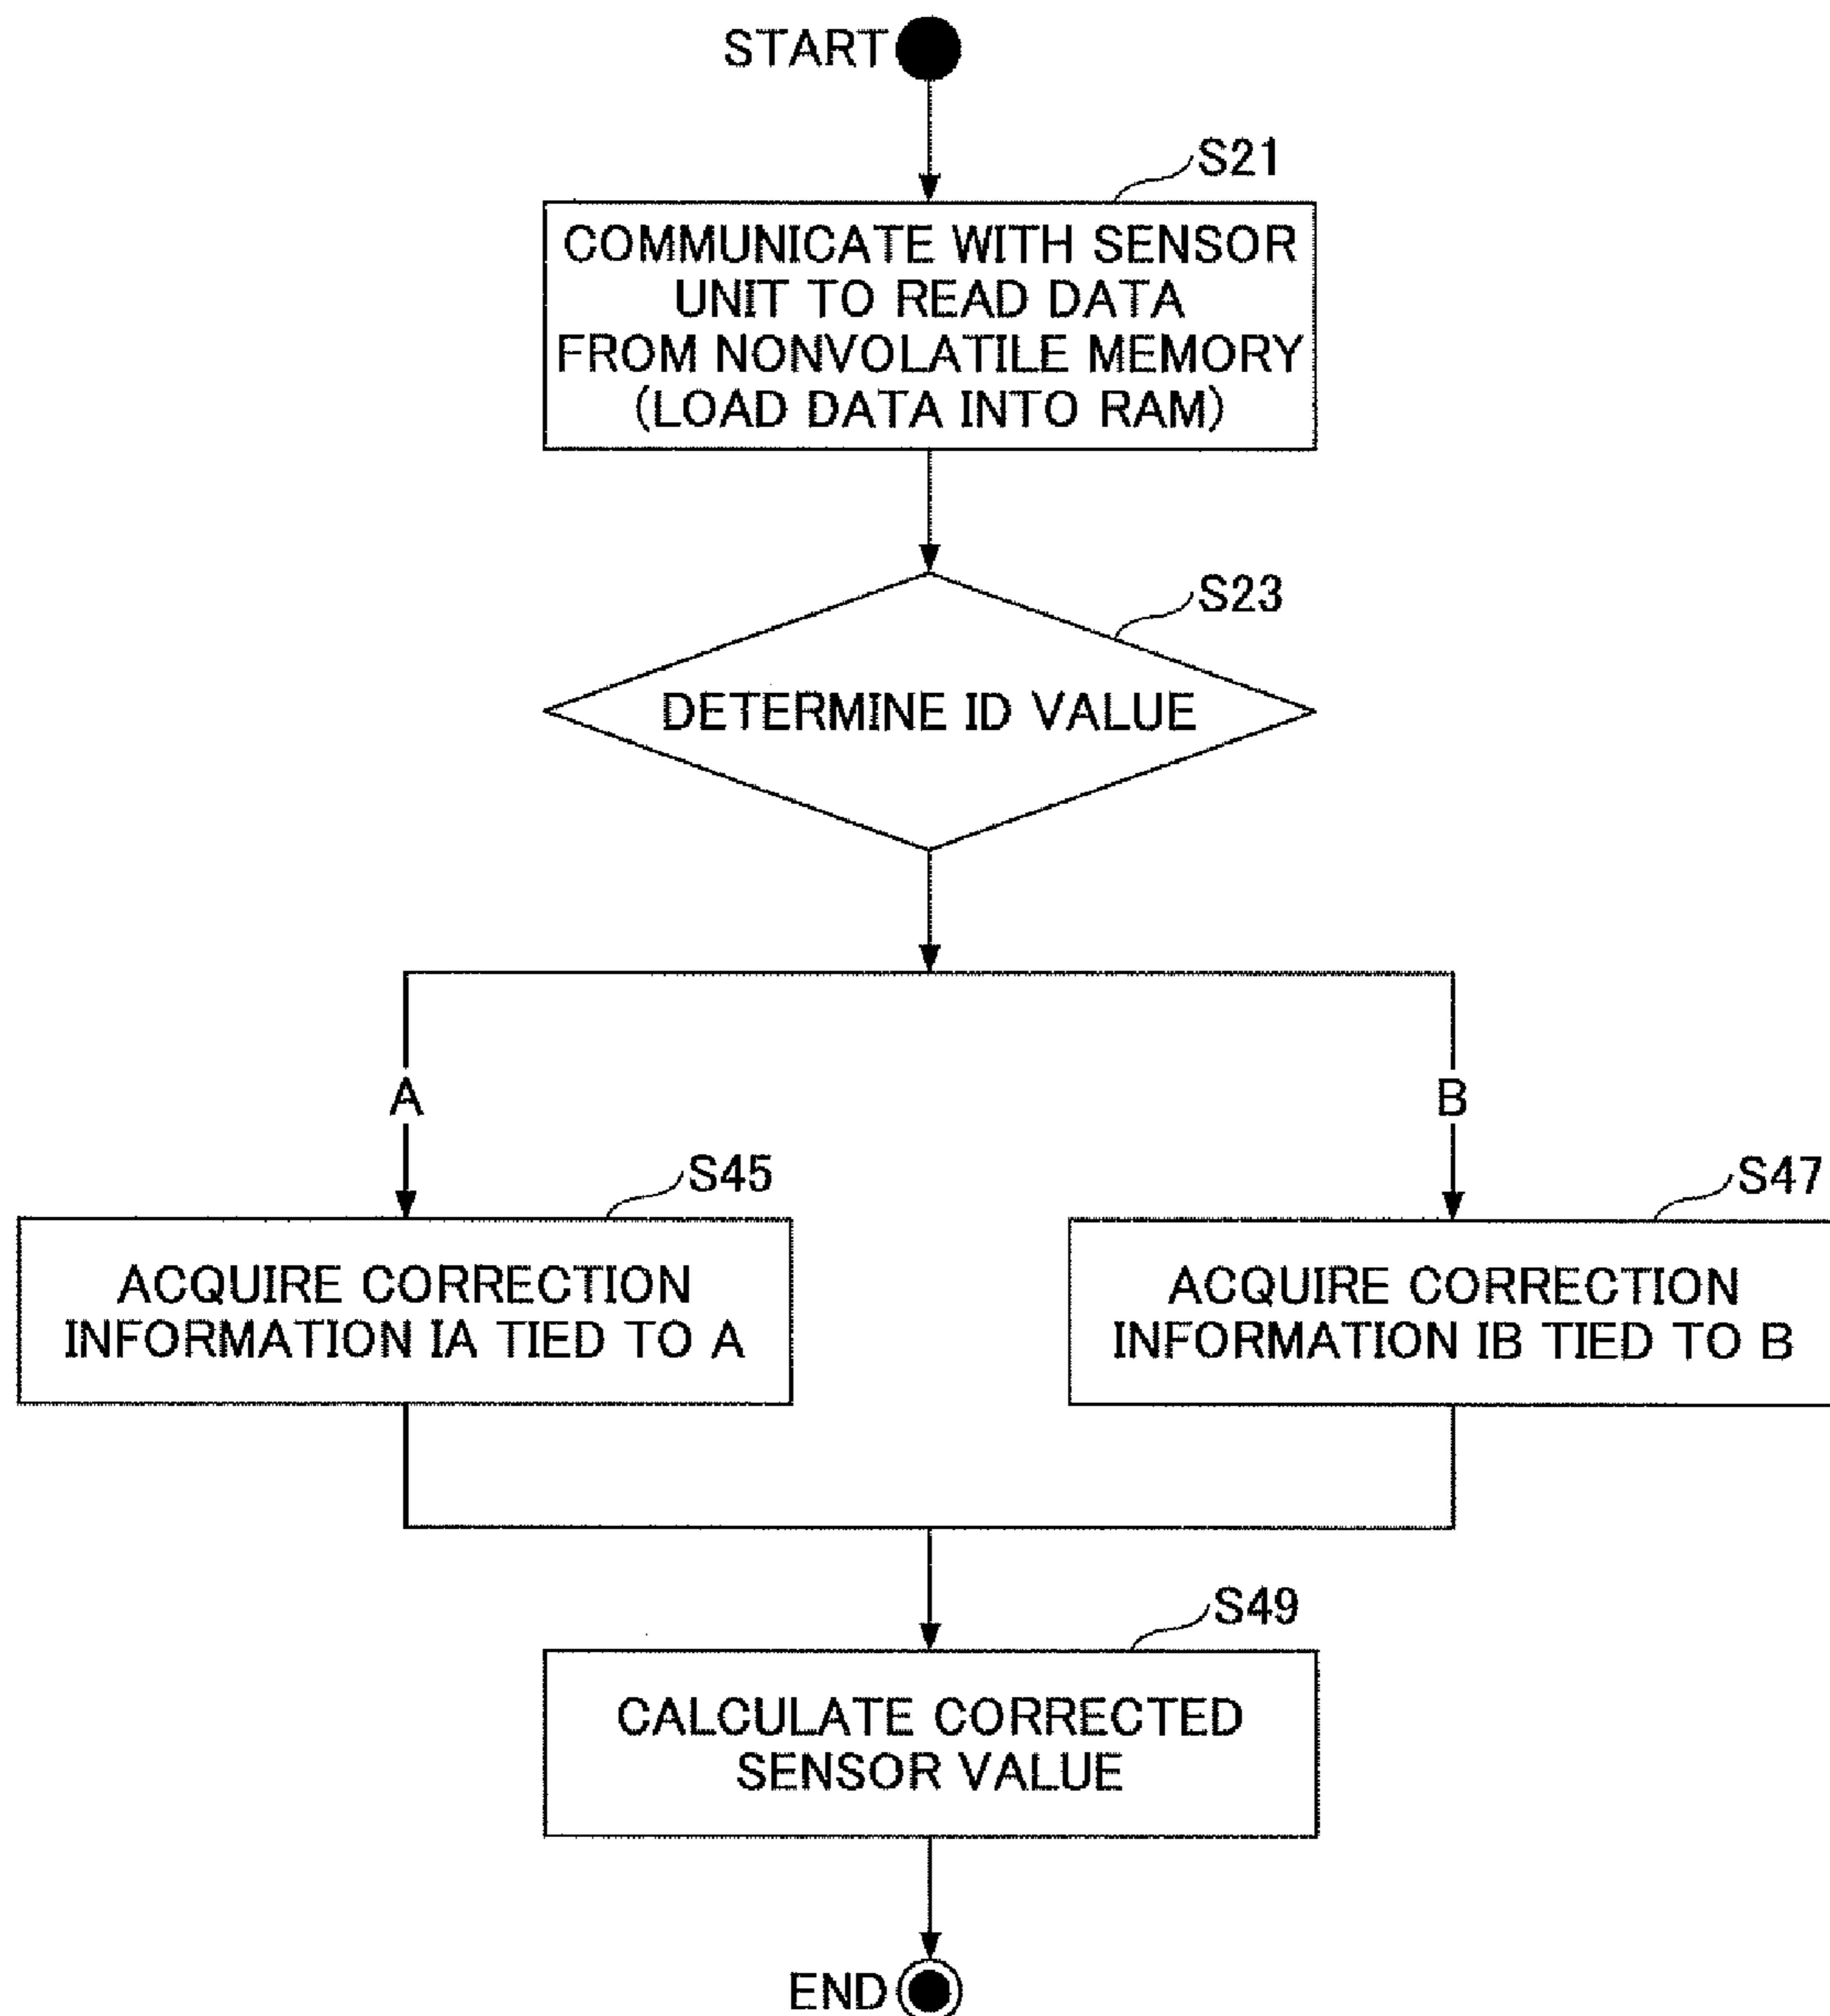 START
S21
COMMUNICATE WITH SENSOR
UNIT TO READ DATA
FROM NONVOLATILE MEMORY
(LOAD DATA INTO RAM)
S23
DETERMINE ID VALUE
A
B
S45
ACQUIRE CORRECTION
INFORMATION IA TIED TO A
S47
ACQUIRE CORRECTION
INFORMATION IB TIED TO B
S49
CALCULATE CORRECTED
SENSOR VALUE
END